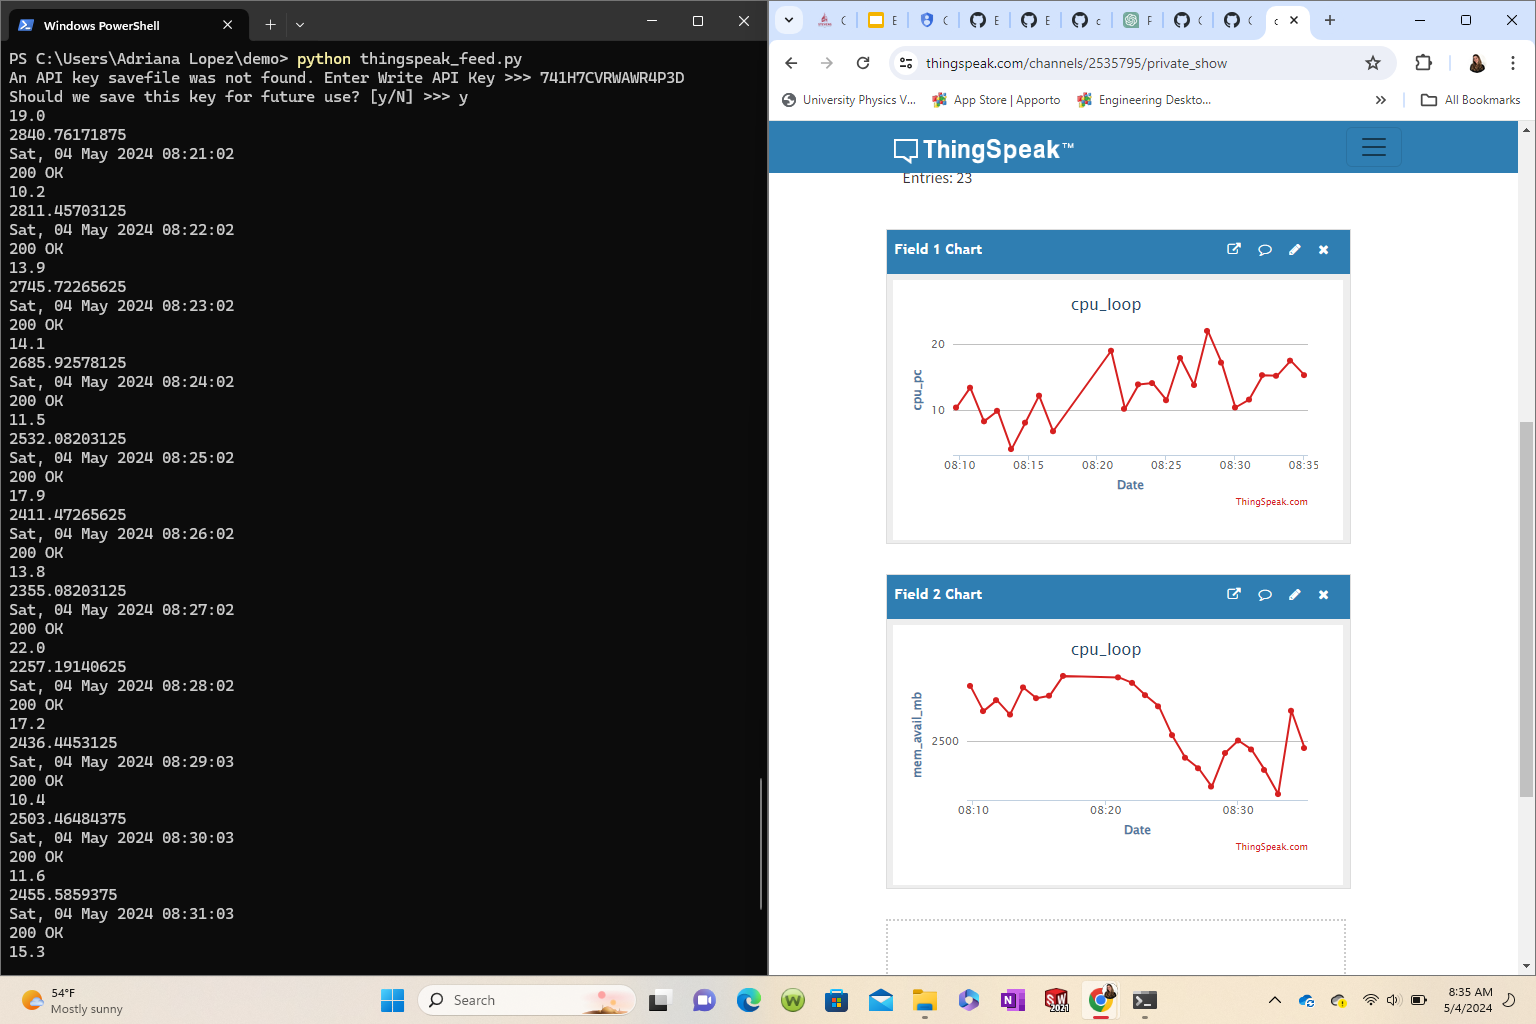 Windows PowerShell
PS C:\Users\Adriana Lopez\demo> python thingspeak_feed.py
An API key savefile was not found. Enter Write API Key >>> 741H7CVRWAWR4P3D
Should we save this key for future use? [y/N] >>> y
19.0
2840.76171875
Sat, 04 May 2024 08:21:02
200 OK
10.2
2811.45703125
Sat, 04 May 2024 08:22:02
200 OK
13.9
2745.72265625
Sat, 04 May 2024 08:23:02
200 OK
14.1
2685.92578125
Sat, 04 May 2024 08:24:02
200 OK
11.5
2532.08203125
Sat, 04 May 2024 08:25:02
200 OK
17.9
2411.47265625
Sat, 04 May 2024 08:26:02
200 OK
13.8
2355.08203125
Sat, 04 May 2024 08:27:02
200 OK
22.0
2257.19140625
Sat, 04 May 2024 08:28:02
200 OK
17.2
2436.4453125
Sat, 04 May 2024 08:29:03
200 OK
10.4
2503.46484375
Sat, 04 May 2024 08:30:03
200 OK
11.6
2455.5859375
Sat, 04 May 2024 08:31:03
200 OK
15.3
thingspeak.com/channels/2535795/private_show
University Physics V... App Store | Apporto Engineering Deskto... » All Bookmarks
ThingSpeak™
Entries: 23
Field 1 Chart
cpu_loop
20
10
cpu_pc
08:10 08:15 08:20 08:25 08:30 08:35
Date
ThingSpeak.com
Field 2 Chart
cpu_loop
2500
mem_avail_mb
08:10 08:20 08:30
Date
ThingSpeak.com
54°F
Mostly sunny
Search
SW
2021
8:35 AM
5/4/2024